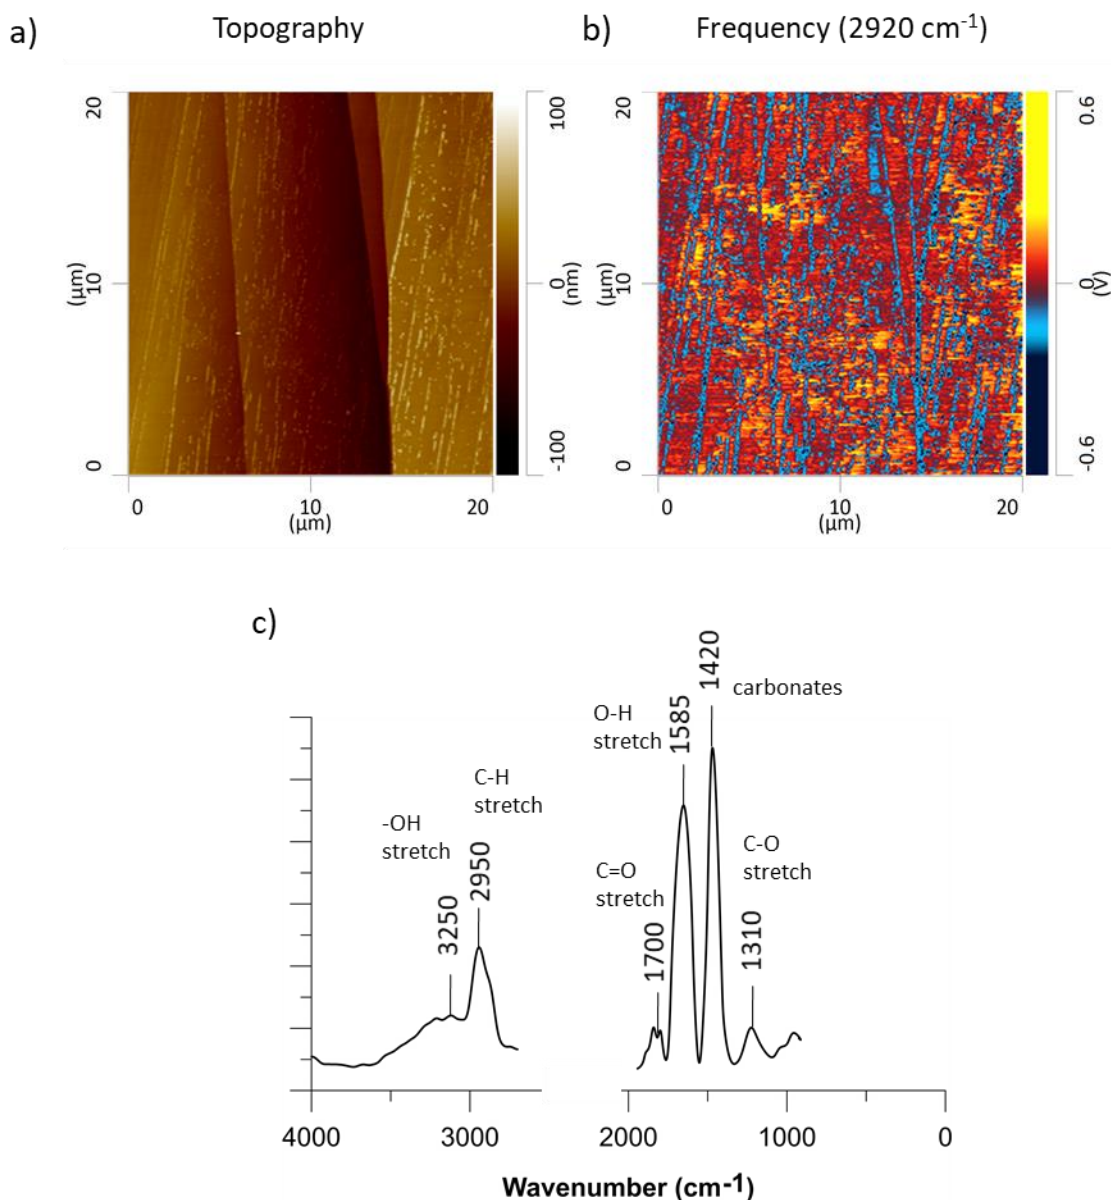 a)
Topography
b)
Frequency (2920 cm-1)
20
10
0
(µm)
0
10
20
(µm)
100
0
-100
(nm)
20
10
0
(µm)
0
10
20
(µm)
0.6
0
-0.6
(V)
c)
-OH
stretch
3250
C-H
stretch
2950
C=O
stretch
1700
O-H
stretch
1585
1420
carbonates
C-O
stretch
1310
4000
3000
2000
1000
0
Wavenumber (cm-1)